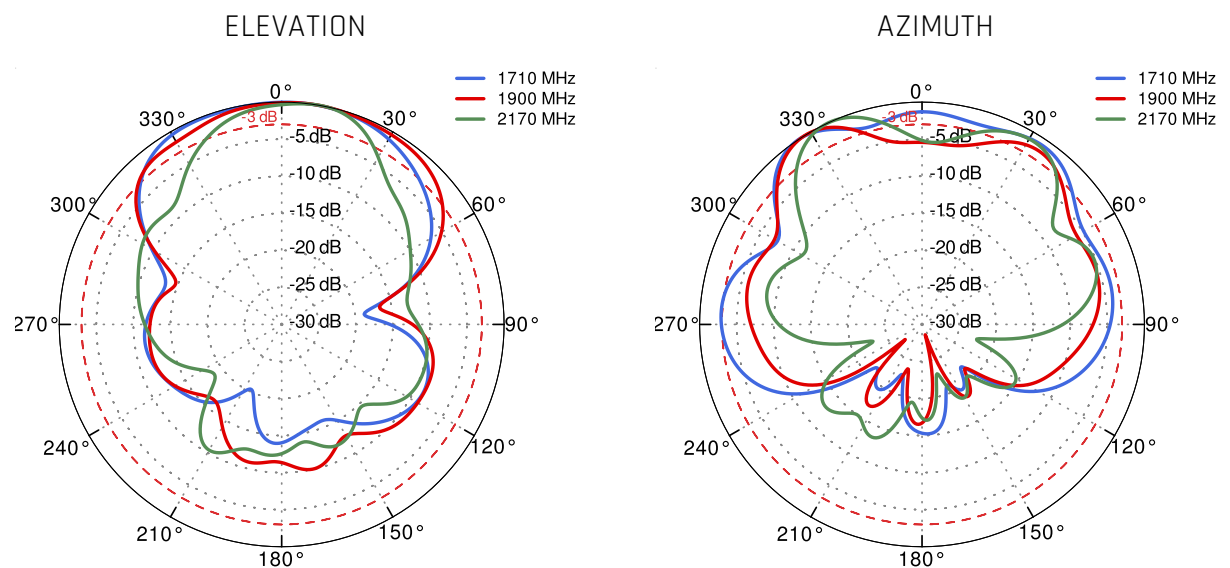 ELEVATION
1710 MHz
1900 MHz
2170 MHz
0°
330°
30°
-3 dB
-5 dB
-10 dB
300°
60°
-15 dB
-20 dB
-25 dB
270°
-30 dB
90°
240°
120°
210°
150°
180°
AZIMUTH
1710 MHz
1900 MHz
2170 MHz
0°
330°
30°
-3 dB
-5 dB
-10 dB
300°
60°
-15 dB
-20 dB
-25 dB
270°
-30 dB
90°
240°
120°
210°
150°
180°